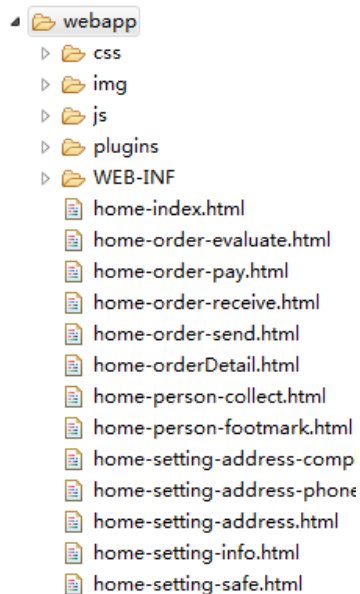 webapp
css
img
js
plugins
WEB-INF
home-index.html
home-order-evaluate.html
home-order-pay.html
home-order-receive.html
home-order-send.html
home-orderDetail.html
home-person-collect.html
home-person-footmark.html
home-setting-address-comp
home-setting-address-phone
home-setting-address.html
home-setting-info.html
home-setting-safe.html